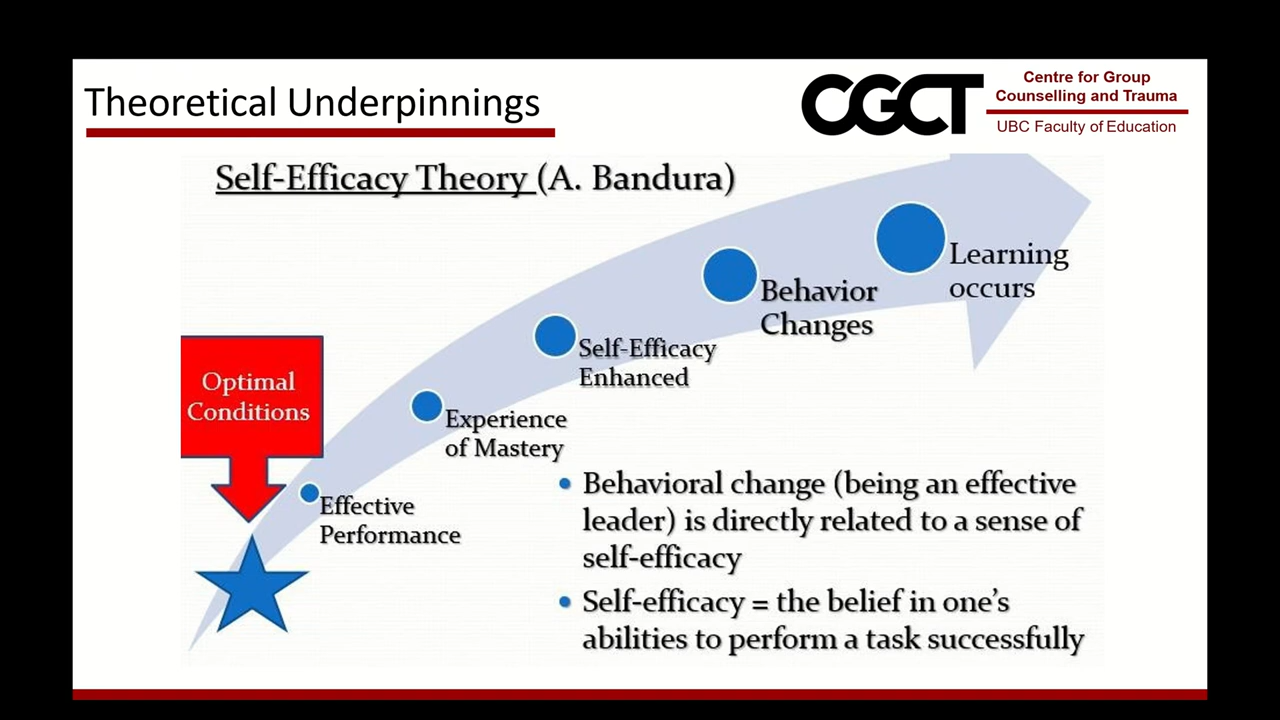 Theoretical Underpinnings
CGCT
Centre for Group
Counselling and Trauma
UBC Faculty of Education
Self-Efficacy Theory (A. Bandura)
Learning
occurs
Behavior
Changes
Self-Efficacy
Enhanced
Optimal
Conditions
Experience
of Mastery
Effective
Performance
• Behavioral change (being an effective
leader) is directly related to a sense of
self-efficacy
• Self-efficacy = the belief in one's
abilities to perform a task successfully